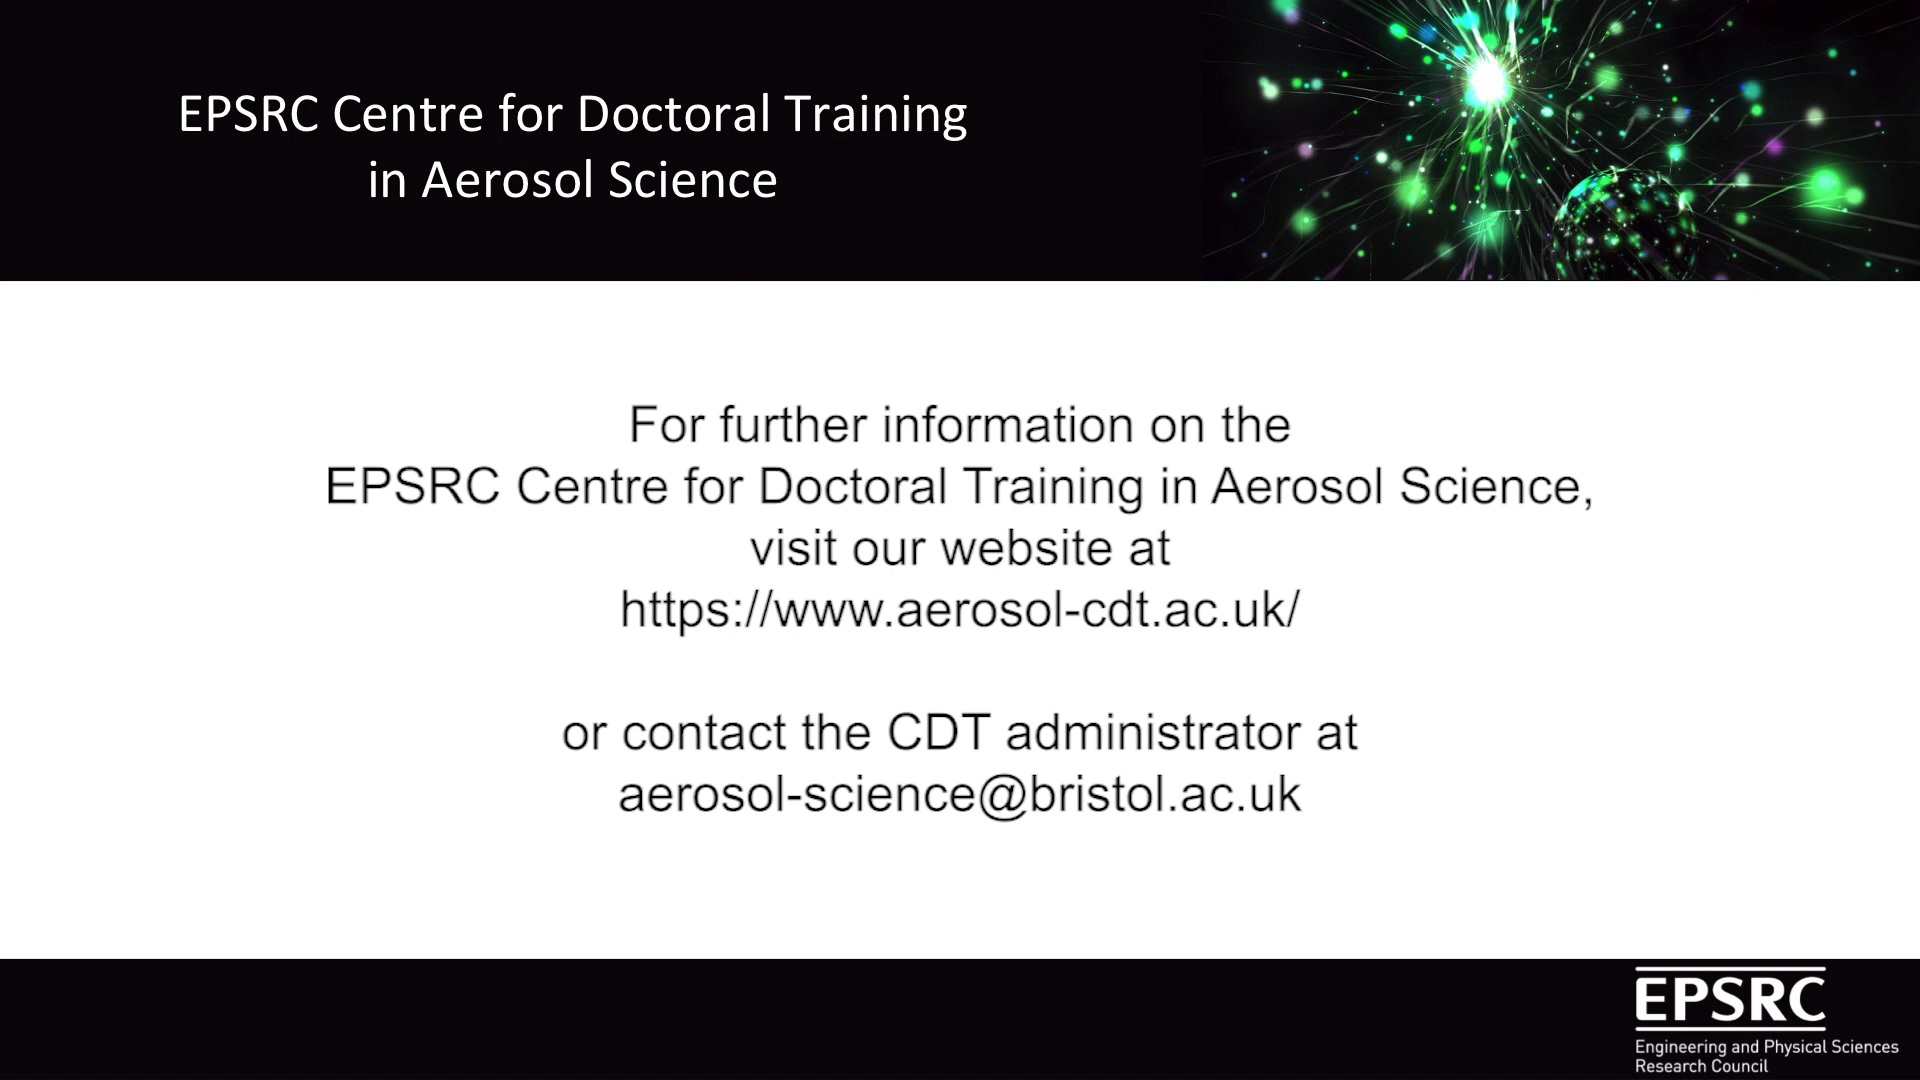 EPSRC Centre for Doctoral Training
in Aerosol Science
For further information on the
EPSRC Centre for Doctoral Training in Aerosol Science,
visit our website at
https://www.aerosol-cdt.ac.uk/
or contact the CDT administrator at
aerosol-science@bristol.ac.uk
EPSRC
Engineering and Physical Sciences
Research Council